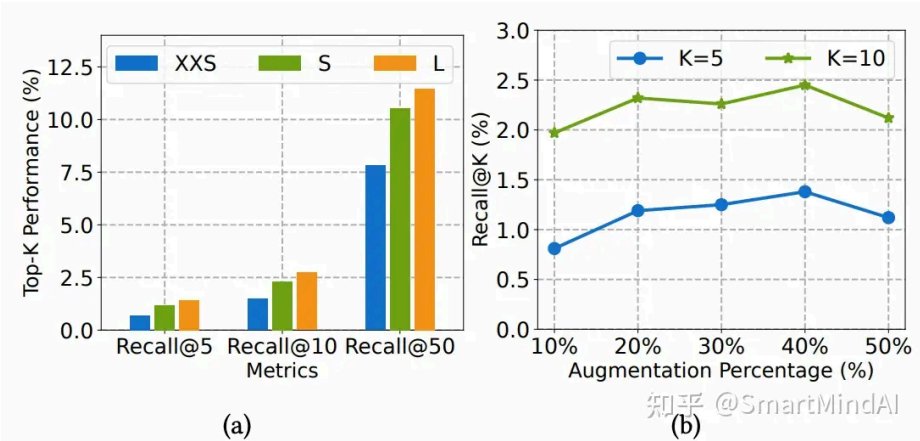 XXS S L
Top-K Performance (%)
12.5
10.0
7.5
5.0
2.5
0.0
Recall@5 Recall@10 Recall@50
Metrics
(a)
K=5 K=10
Recall@K (%)
3.0
2.5
2.0
1.5
1.0
0.5
0.0
10% 20% 30% 40% 50%
Augmentation Percentage (%)
(b)
知乎 @SmartMindAI